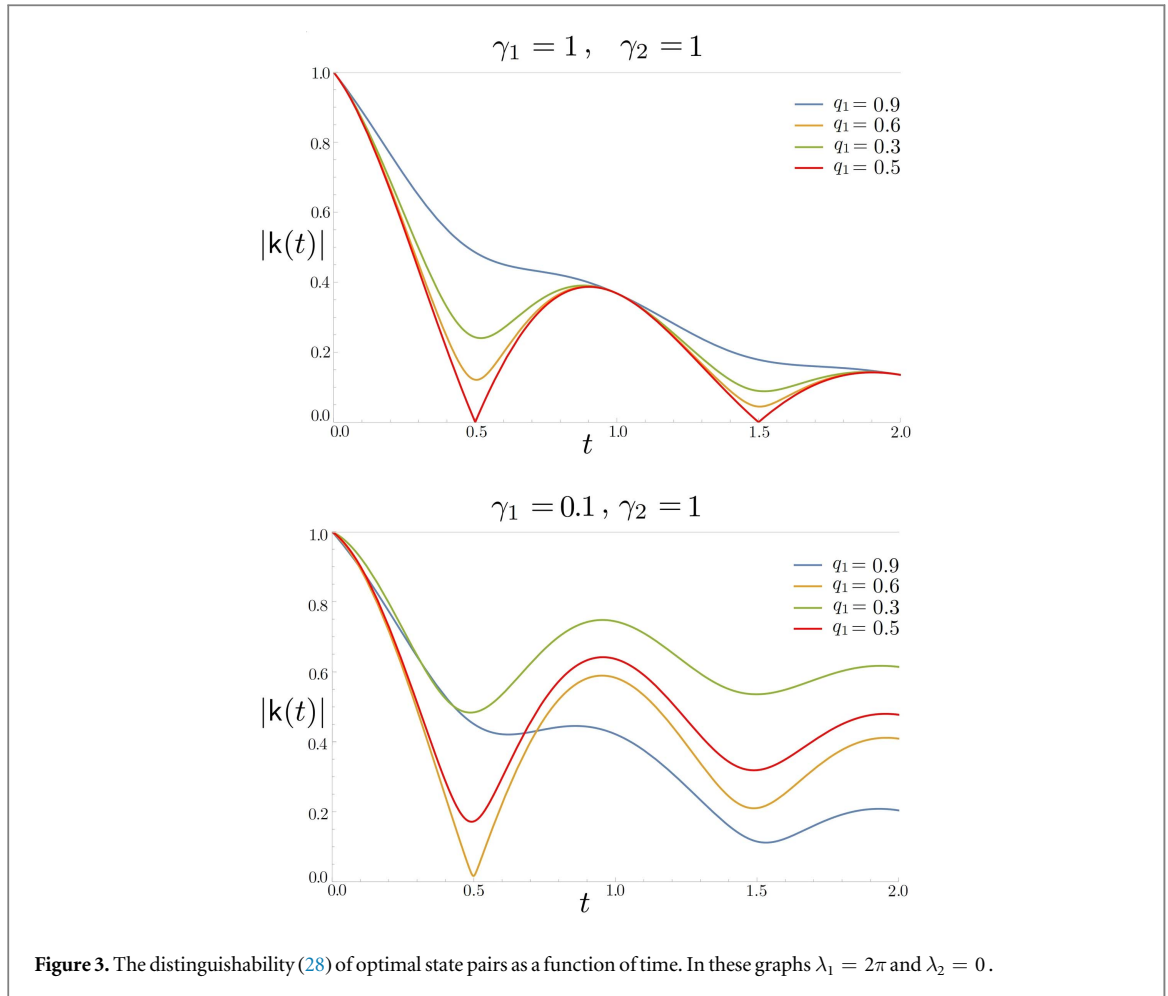 γ₁ = 1, γ₂ = 1
1.0
0.8
0.6
0.4
0.2
0.0
|k(t)|
q₁ = 0.9
q₁ = 0.6
q₁ = 0.3
q₁ = 0.5
0.0 0.5 1.0 1.5 2.0
t
γ₁ = 0.1, γ₂ = 1
1.0
0.8
0.6
0.4
0.2
0.0
|k(t)|
q₁ = 0.9
q₁ = 0.6
q₁ = 0.3
q₁ = 0.5
0.0 0.5 1.0 1.5 2.0
t
Figure 3. The distinguishability (28) of optimal state pairs as a function of time. In these graphs λ₁ = 2π and λ₂ = 0.